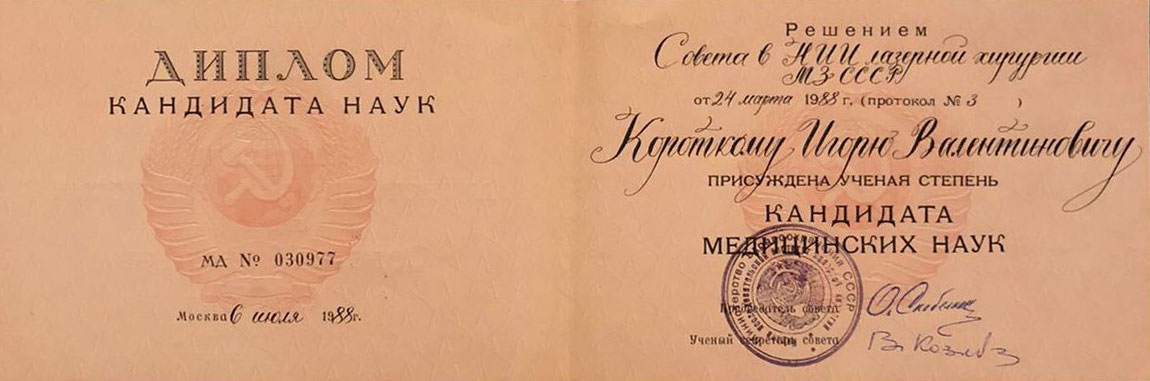 ДИПЛОМ
КАНДИДАТА НАУК
МД № 030977
Москва 6 июля 1988 г.
Решением
Совета в НИИ лазерной хирургии
МЗ СССР
от 24 марта 1988 г. (протокол № 3 )
Короткому Игорю Валентиновичу
ПРИСУЖДЕНА УЧЕНАЯ СТЕПЕНЬ
КАНДИДАТА
МЕДИЦИНСКИХ НАУК
Председатель совета
Ученый секретарь совета
В. Козлов